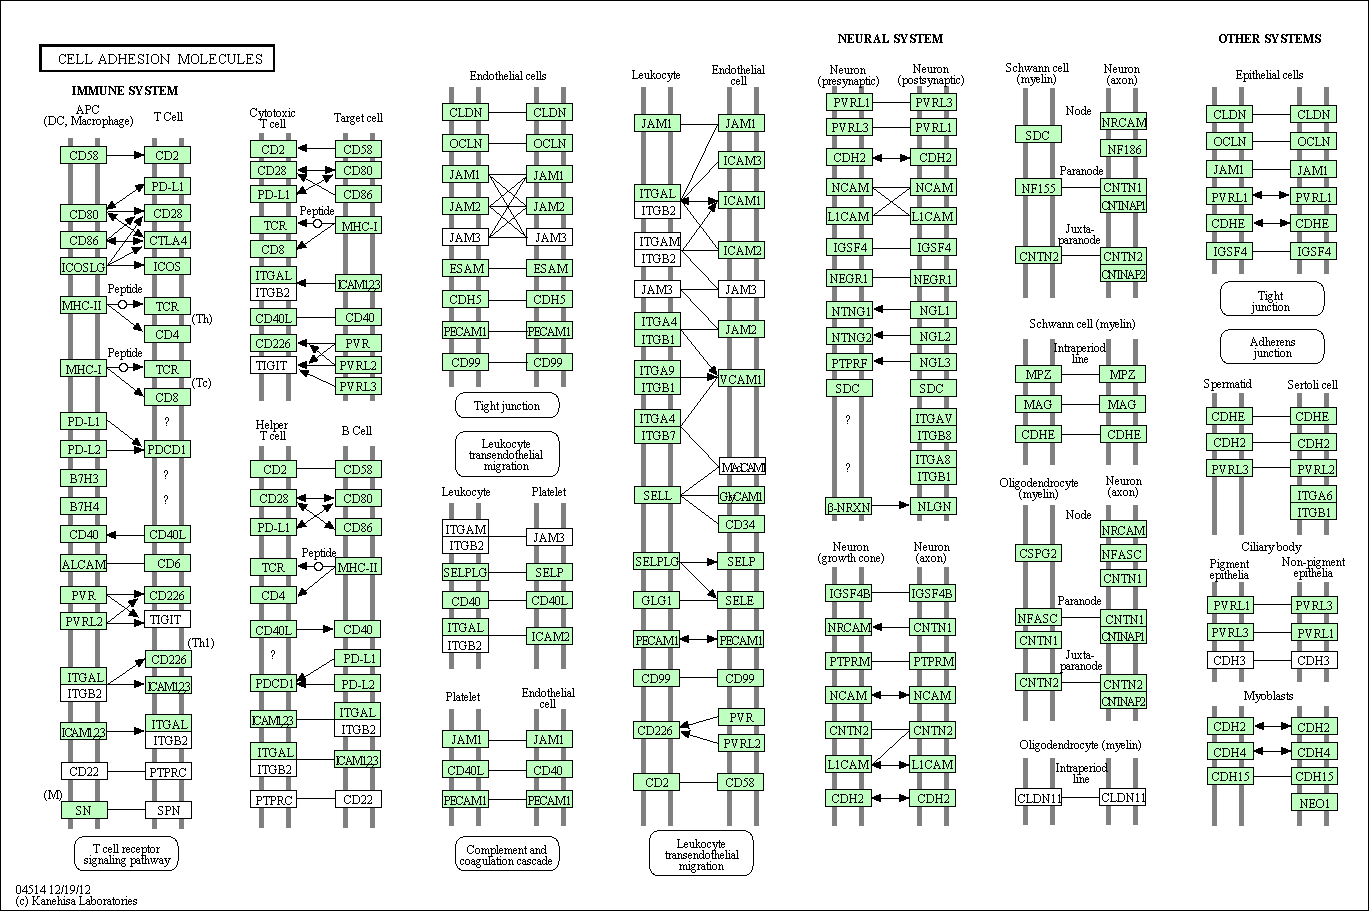 CELL ADHESION MOLECULES
IMMUNE SYSTEM
APC
(DC, Macrophage)
T Cell
CD58
CD2
PD-L1
CD80
CD28
CD86
CTLA4
ICOSLG
ICOS
Peptide
MHC-II
TCR
(Th)
CD4
Peptide
MHC-I
TCR
(Tc)
CD8
PD-L1
?
PD-L2
PDCD1
B7H3
?
B7H4
?
CD40
CD40L
ALCAM
CD6
PVR
CD226
PVRL2
TIGIT
(Th1)
CD226
ITGAL
ITGB2
ICAM123
ICAM123
ITGAL
ITGB2
CD22
PTPRC
(M)
SN
SPN
T cell receptor
signaling pathway
04514 12/19/12
(c) Kanehisa Laboratories
Cytotoxic
T cell
Target cell
CD2
CD58
CD28
CD80
PD-L1
CD86
Peptide
TCR
MHC-I
CD8
ITGAL
ITGB2
ICAM123
CD40L
CD40
CD226
PVR
TIGIT
PVRL2
PVRL3
Helper
T cell
B Cell
CD2
CD58
CD28
CD80
PD-L1
CD86
Peptide
TCR
MHC-II
CD4
CD40L
CD40
?
PD-L1
PDCD1
PD-L2
ICAM123
ITGAL
ITGB2
ITGAL
ITGB2
ICAM123
PTPRC
CD22
Endothelial cells
CLDN
CLDN
OCLN
OCLN
JAM1
JAM1
JAM2
JAM2
JAM3
JAM3
ESAM
ESAM
CDH5
CDH5
PECAM1
PECAM1
CD99
CD99
Tight junction
Leukocyte
transendothelial
migration
Leukocyte
Platelet
ITGAM
ITGB2
JAM3
SELPLG
SELP
CD40
CD40L
ITGAL
ITGB2
ICAM2
Platelet
Endothelial
cell
JAM1
JAM1
CD40L
CD40
PECAM1
PECAM1
Complement and
coagulation cascade
Leukocyte
Endothelial
cell
JAM1
JAM1
ICAM3
ITGAL
ITGB2
ICAM1
ITGAM
ITGB2
ICAM2
JAM3
JAM3
ITGA4
ITGB1
JAM2
ITGA9
ITGB1
VCAM1
ITGA4
ITGB7
MAdCAM1
SELL
GlyCAM1
CD34
SELPLG
SELP
GLG1
SELE
PECAM1
PECAM1
CD99
CD99
CD226
PVR
PVRL2
CD2
CD58
Leukocyte
transendothelial
migration
NEURAL SYSTEM
Neuron
(presynaptic)
Neuron
(postsynaptic)
PVRL1
PVRL3
PVRL3
PVRL1
CDH2
CDH2
NCAM
NCAM
L1CAM
L1CAM
IGSF4
IGSF4
NEGR1
NEGR1
NTNG1
NGL1
NTNG2
NGL2
PTPRF
NGL3
SDC
SDC
?
ITGAV
ITGB8
?
ITGA8
ITGB1
β-NRXN
NLGN
Neuron
(growth cone)
Neuron
(axon)
IGSF4B
IGSF4B
NRCAM
CNTN1
PTPRM
PTPRM
NCAM
NCAM
CNTN2
CNTN2
L1CAM
L1CAM
CDH2
CDH2
Schwann cell
(myelin)
Neuron
(axon)
Node
NRCAM
SDC
NF186
Paranode
NF155
CNTN1
CNTNAP1
Juxta-
paranode
CNTN2
CNTN2
CNTNAP2
Schwann cell (myelin)
Intraperiod
line
MPZ
MPZ
MAG
MAG
CDHE
CDHE
Oligodendrocyte
(myelin)
Neuron
(axon)
Node
NRCAM
CSPG2
NFASC
CNTN1
Paranode
NFASC
CNTN1
CNTN1
CNTNAP1
Juxta-
paranode
CNTN2
CNTN2
CNTNAP2
Oligodendrocyte (myelin)
Intraperiod
line
CLDN11
CLDN11
OTHER SYSTEMS
Epithelial cells
CLDN
CLDN
OCLN
OCLN
JAM1
JAM1
PVRL1
PVRL1
CDHE
CDHE
IGSF4
IGSF4
Tight
junction
Adherens
junction
Spermatid
Sertoli cell
CDHE
CDHE
CDH2
CDH2
PVRL3
PVRL2
ITGA6
ITGB1
Ciliary body
Pigment
epithelia
Non-pigment
epithelia
PVRL1
PVRL3
PVRL3
PVRL1
CDH3
CDH3
Myoblasts
CDH2
CDH2
CDH4
CDH4
CDH15
CDH15
NEO1